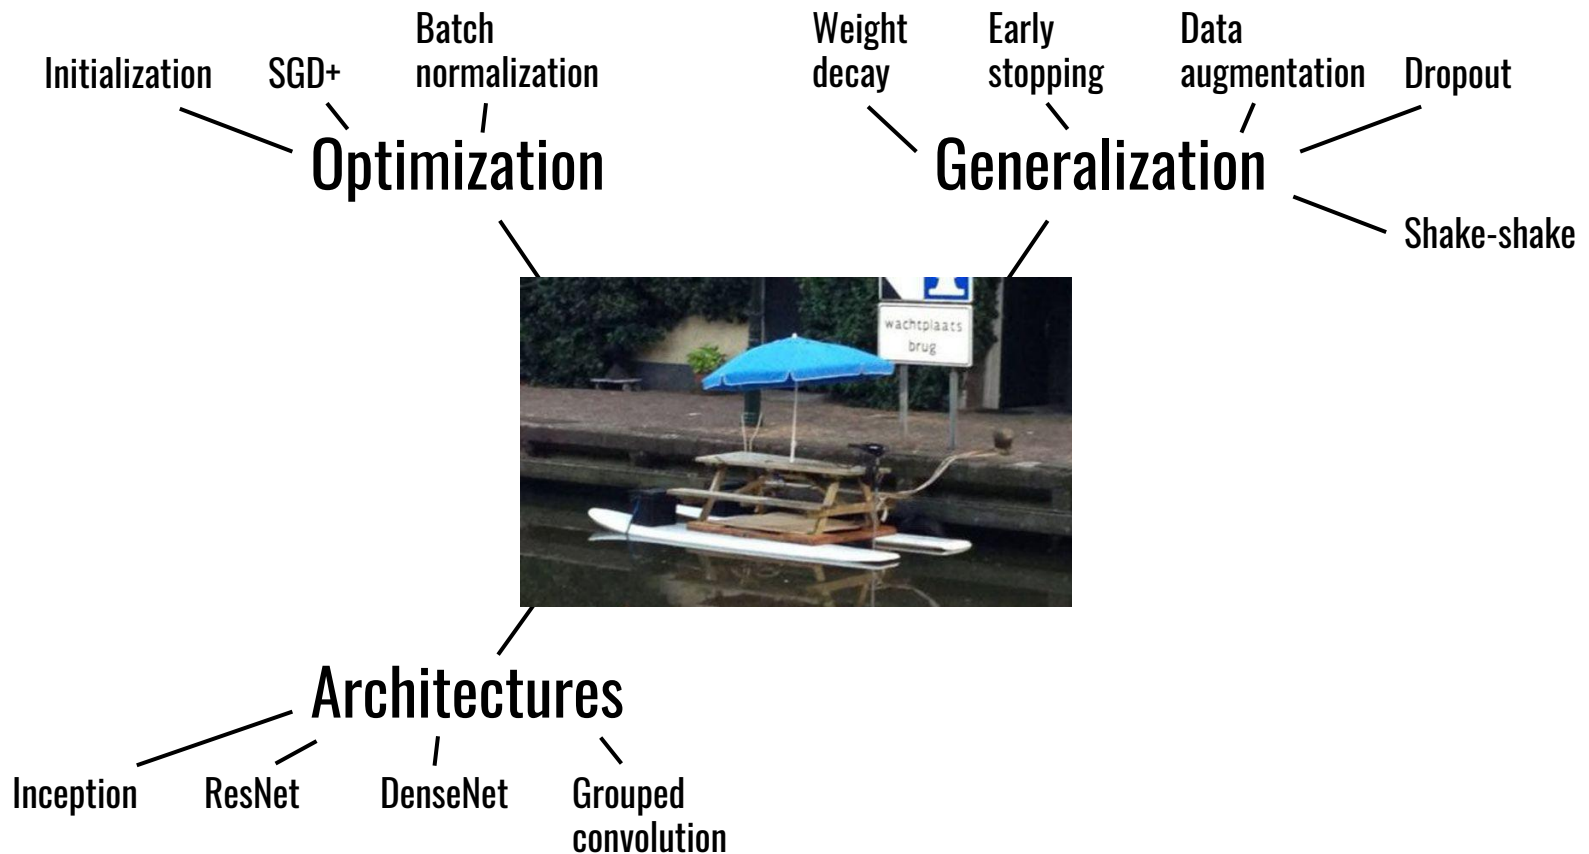 Initialization
SGD+
Batch
normalization
Optimization
Weight
decay
Early
stopping
Data
augmentation
Dropout
Generalization
Shake-shake
wachtplaats
brug
Architectures
Inception
ResNet
DenseNet
Grouped
convolution